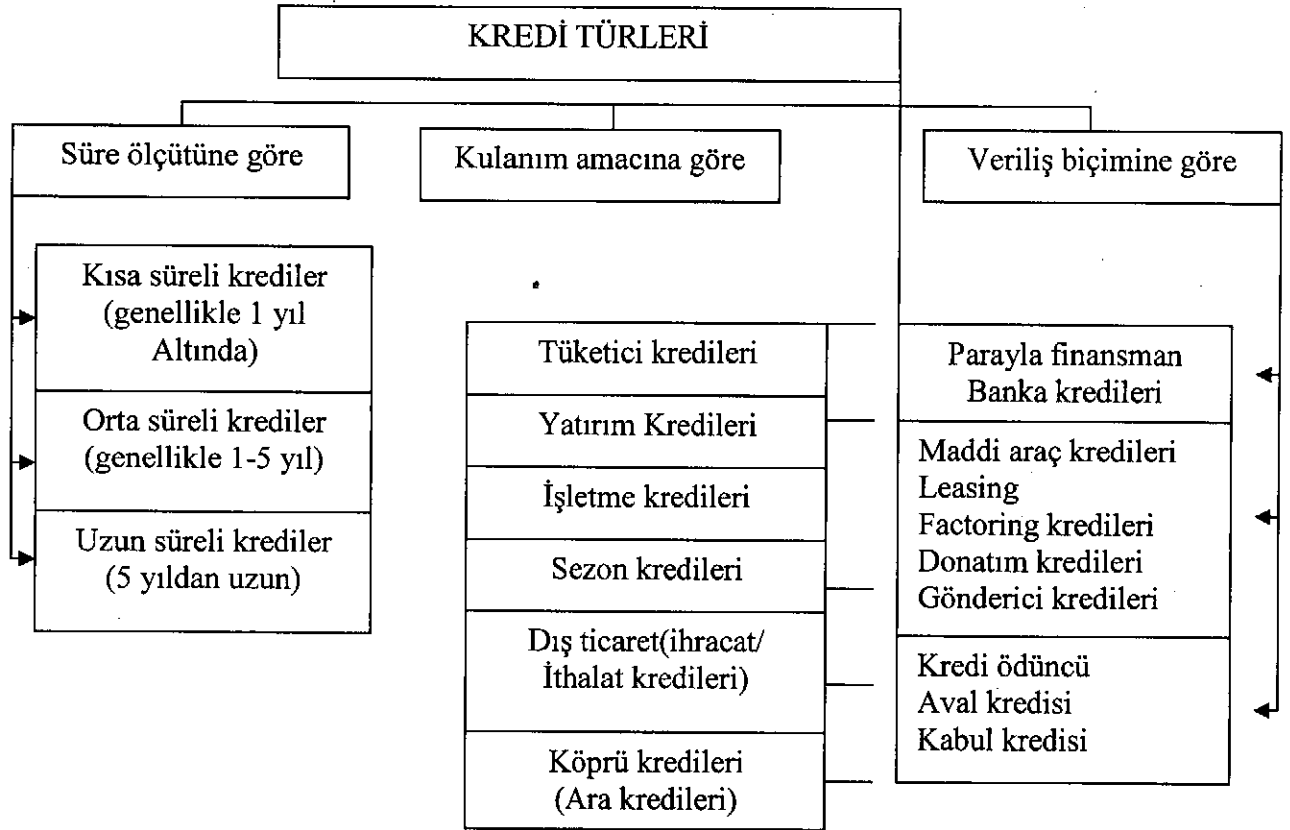 KREDİ TÜRLERİ
Süre ölçütüne göre
Kulanım amacına göre
Veriliş biçimine göre
Kısa süreli krediler
(genellikle 1 yıl
Altında)
Orta süreli krediler
(genellikle 1-5 yıl)
Uzun süreli krediler
(5 yıldan uzun)
Tüketici kredileri
Yatırım Kredileri
İşletme kredileri
Sezon kredileri
Dış ticaret(ihracat/
İthalat kredileri)
Köprü kredileri
(Ara kredileri)
Parayla finansman
Banka kredileri
Maddi araç kredileri
Leasing
Factoring kredileri
Donatım kredileri
Gönderici kredileri
Kredi ödüncü
Aval kredisi
Kabul kredisi